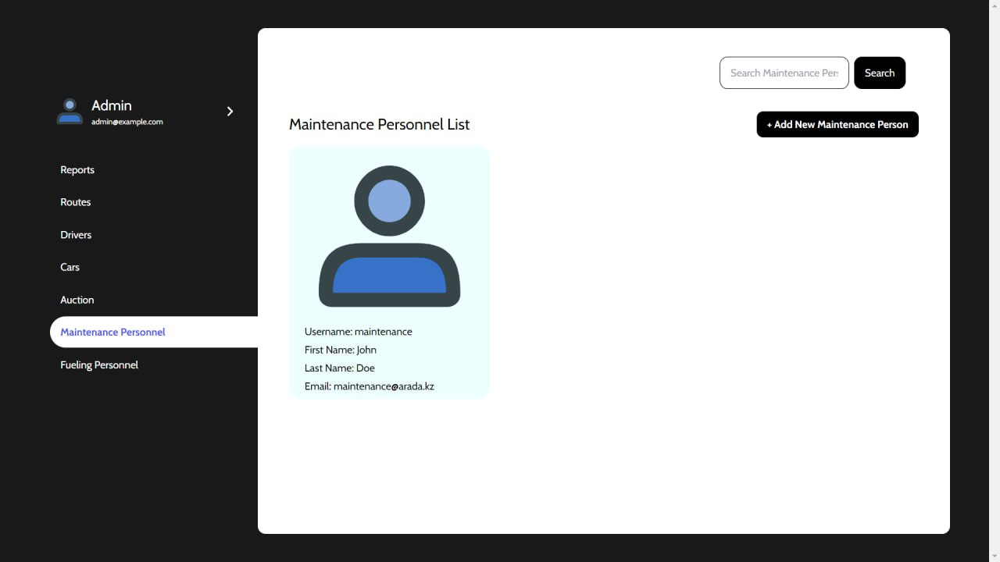 Admin
admin@example.com
Reports
Routes
Drivers
Cars
Auction
Maintenance Personnel
Fueling Personnel
Search Maintenance Per
Search
Maintenance Personnel List
+ Add New Maintenance Person
Username: maintenance
First Name: John
Last Name: Doe
Email: maintenance@arada.kz